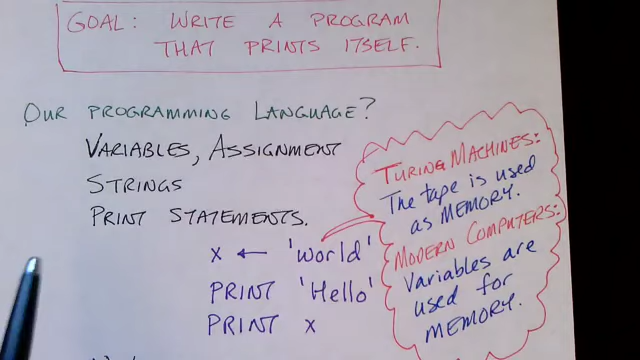 GOAL: WRITE A PROGRAM
THAT PRINTS ITSELF.
OUR PROGRAMMING LANGUAGE?
VARIABLES, ASSIGNMENT
STRINGS
PRINT STATEMENTS.
x ← 'World'
PRINT 'Hello'
PRINT x
TURING MACHINES:
The tape is used
as MEMORY.
MODERN COMPUTERS:
Variables are
used for
MEMORY.